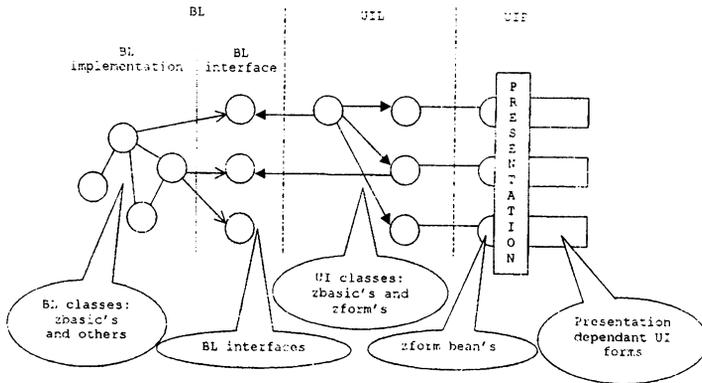 BL
UIL
BL
implementation
BL
interface
PRESENTATION
BL classes:
zbasic's
and others
BL interfaces
UI classes:
zbasic's and
zform's
zform bean's
Presentation
dependant UI
forms